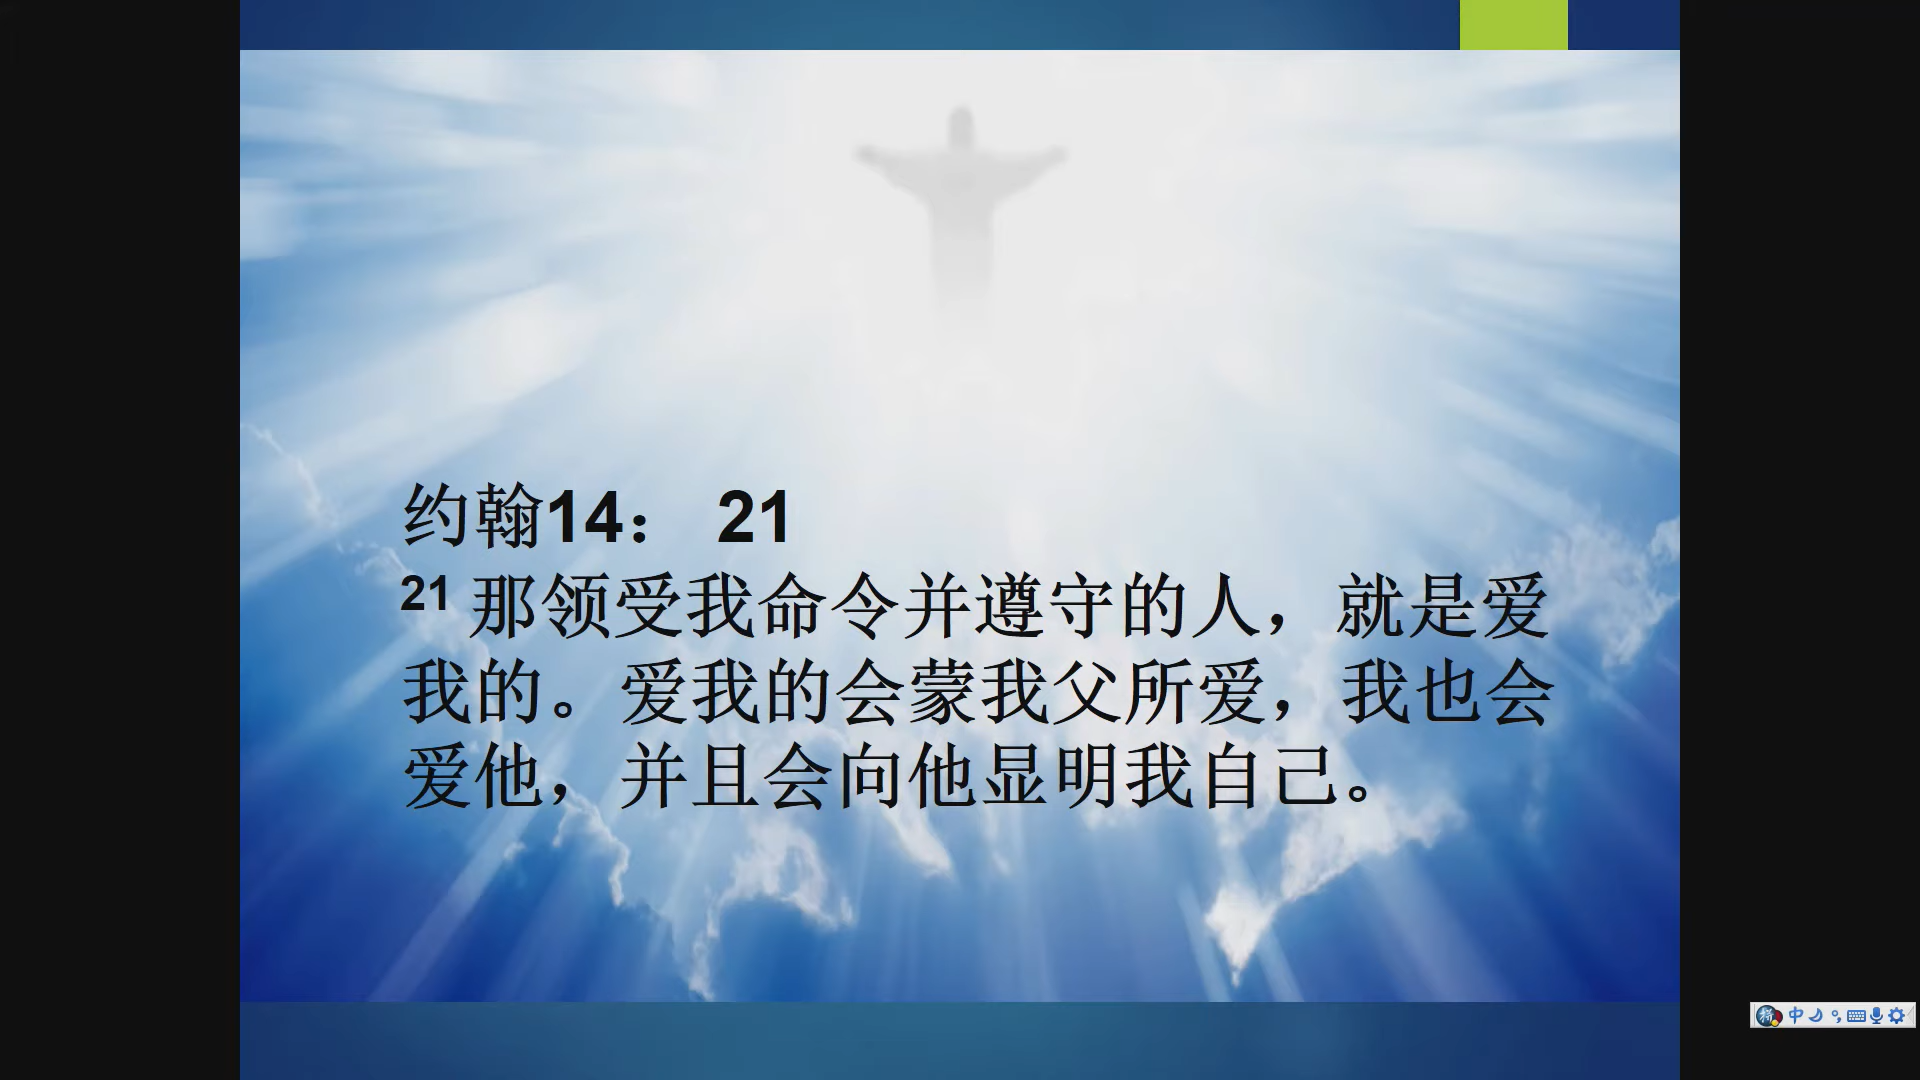 约翰14： 21
21 那领受我命令并遵守的人，就是爱
我的。爱我的会蒙我父所爱，我也会
爱他，并且会向他显明我自己。
中